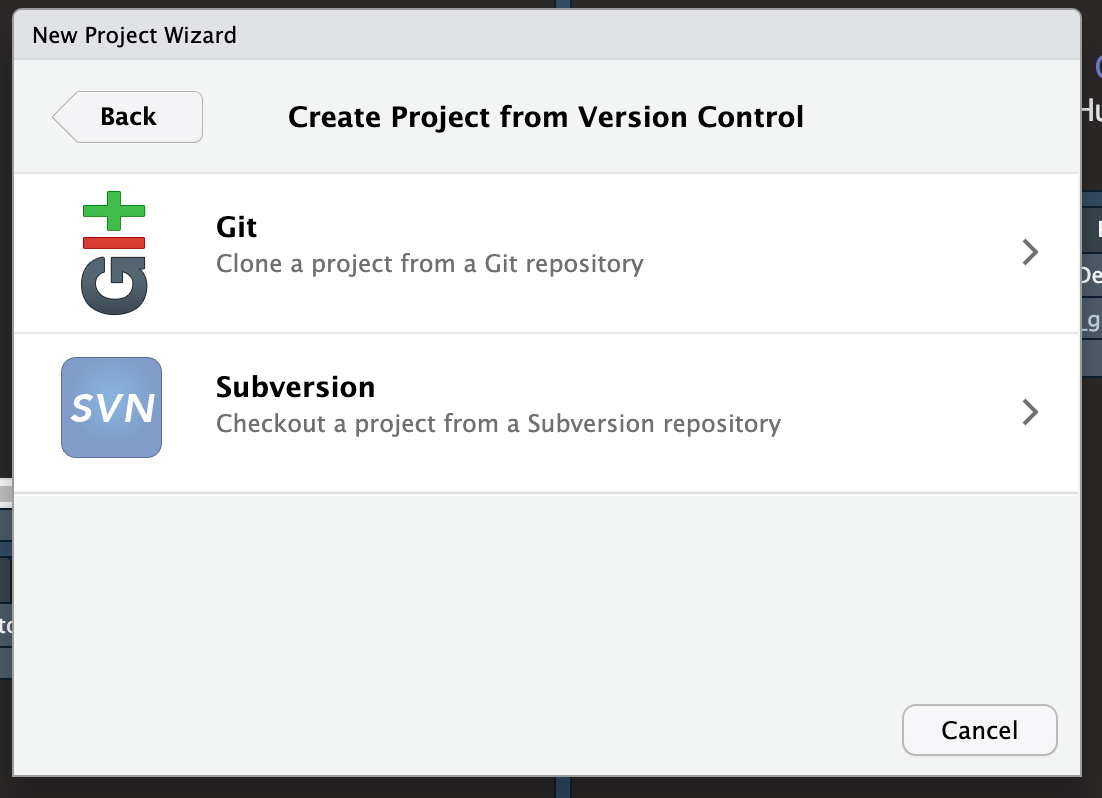 New Project Wizard
Back
Create Project from Version Control
Git
Git
Clone a project from a Git repository
SVN
Subversion
Checkout a project from a Subversion repository
Cancel